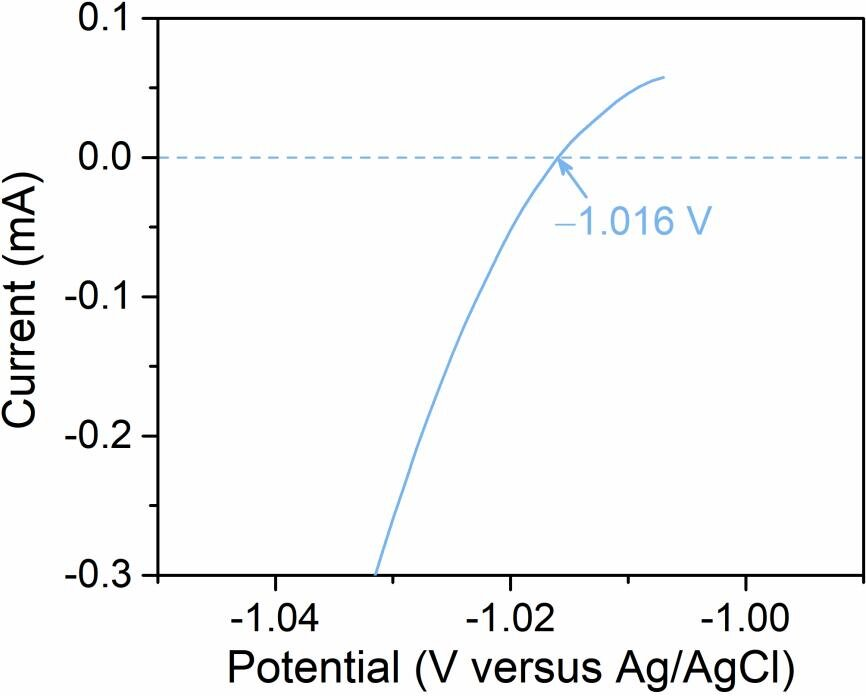 0.1
0.0
-0.1
-0.2
-0.3
Current (mA)
–1.016 V
-1.04
-1.02
-1.00
Potential (V versus Ag/AgCl)